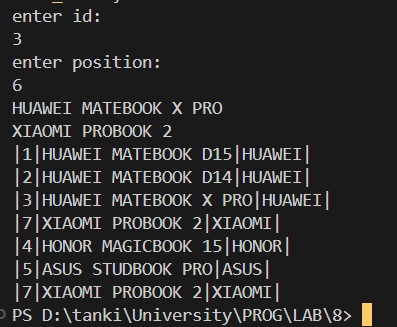 enter id:
3
enter position:
6
HUAWEI MATEBOOK X PRO
XIAOMI PROBOOK 2
|1|HUAWEI MATEBOOK D15|HUAWEI|
|2|HUAWEI MATEBOOK D14|HUAWEI|
|3|HUAWEI MATEBOOK X PRO|HUAWEI|
|7|XIAOMI PROBOOK 2|XIAOMI|
|4|HONOR MAGICBOOK 15|HONOR|
|5|ASUS STUDBOOK PRO|ASUS|
|7|XIAOMI PROBOOK 2|XIAOMI|
PS D:\tanki\University\PROG\LAB\8>